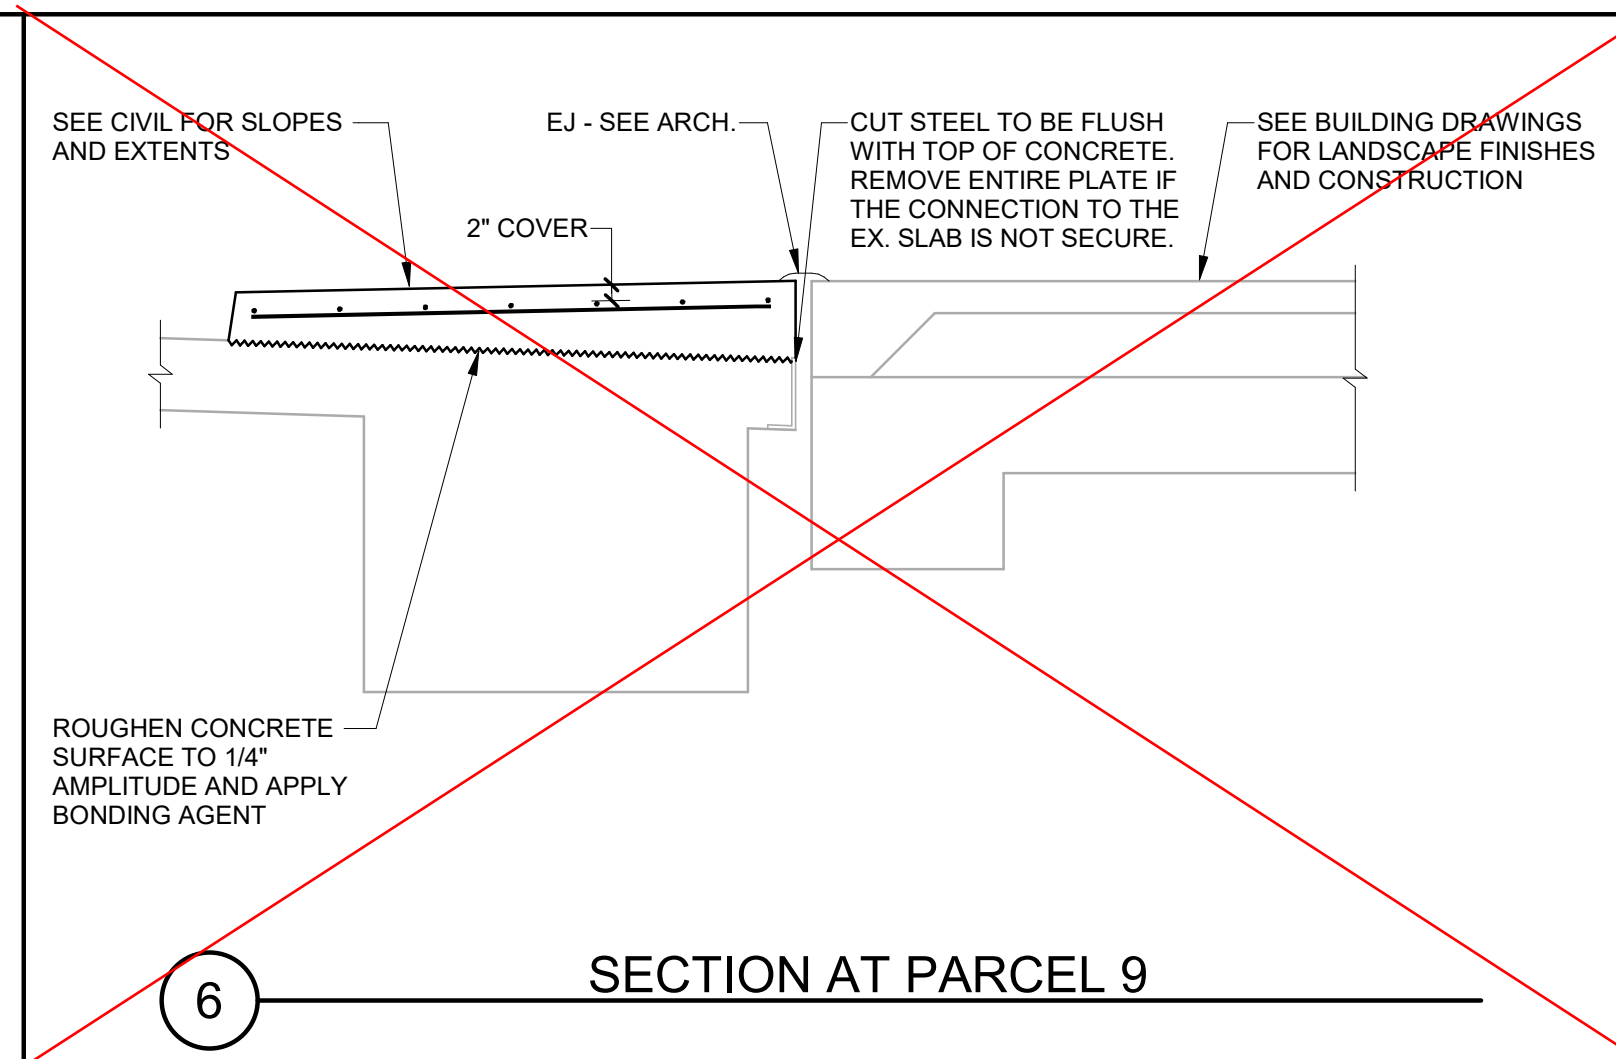 SEE CIVIL FOR SLOPES
AND EXTENTS
EJ - SEE ARCH.
2" COVER
CUT STEEL TO BE FLUSH
WITH TOP OF CONCRETE.
REMOVE ENTIRE PLATE IF
THE CONNECTION TO THE
EX. SLAB IS NOT SECURE.
SEE BUILDING DRAWINGS
FOR LANDSCAPE FINISHES
AND CONSTRUCTION
ROUGHEN CONCRETE
SURFACE TO 1/4"
AMPLITUDE AND APPLY
BONDING AGENT
6
SECTION AT PARCEL 9